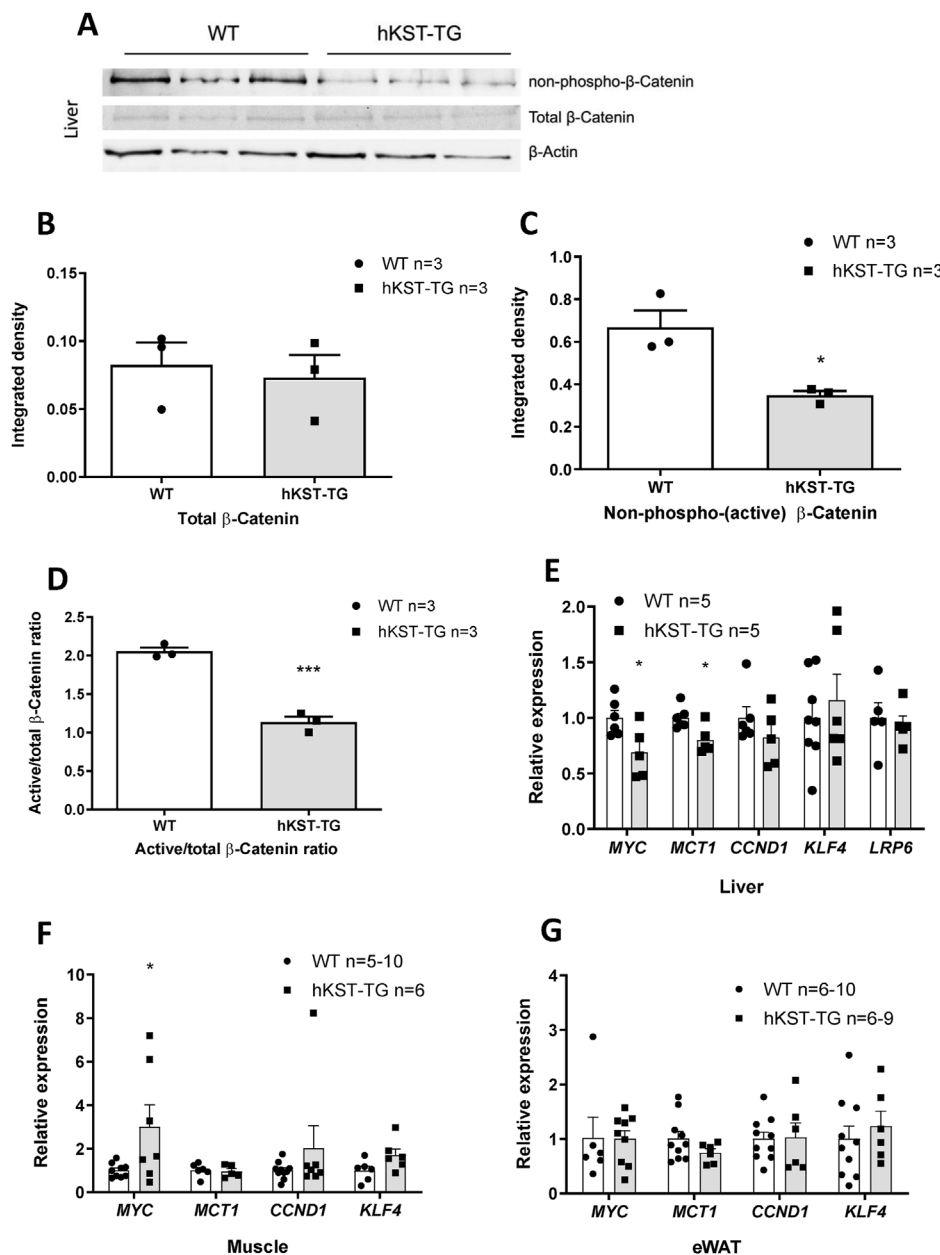 A
WT hKST-TG
Liver
non-phospho-β-Catenin
Total β-Catenin
β-Actin
B
WT n=3
hKST-TG n=3
Integrated density
0.15
0.10
0.05
0.00
WT hKST-TG
Total β-Catenin
C
WT n=3
hKST-TG n=3
Integrated density
1.0
0.8
0.6
0.4
0.2
0.0
*
WT hKST-TG
Non-phospho-(active) β-Catenin
D
WT n=3
hKST-TG n=3
Active/total β-Catenin ratio
2.5
2.0
1.5
1.0
0.5
0.0
***
WT hKST-TG
Active/total β-Catenin ratio
E
WT n=5
hKST-TG n=5
Relative expression
2.0
1.5
1.0
0.5
0.0
* *
MYC MCT1 CCND1 KLF4 LRP6
Liver
F
WT n=5-10
hKST-TG n=6
Relative expression
10
8
6
4
2
0
*
MYC MCT1 CCND1 KLF4
Muscle
G
WT n=6-10
hKST-TG n=6-9
Relative expression
4
3
2
1
0
MYC MCT1 CCND1 KLF4
eWAT